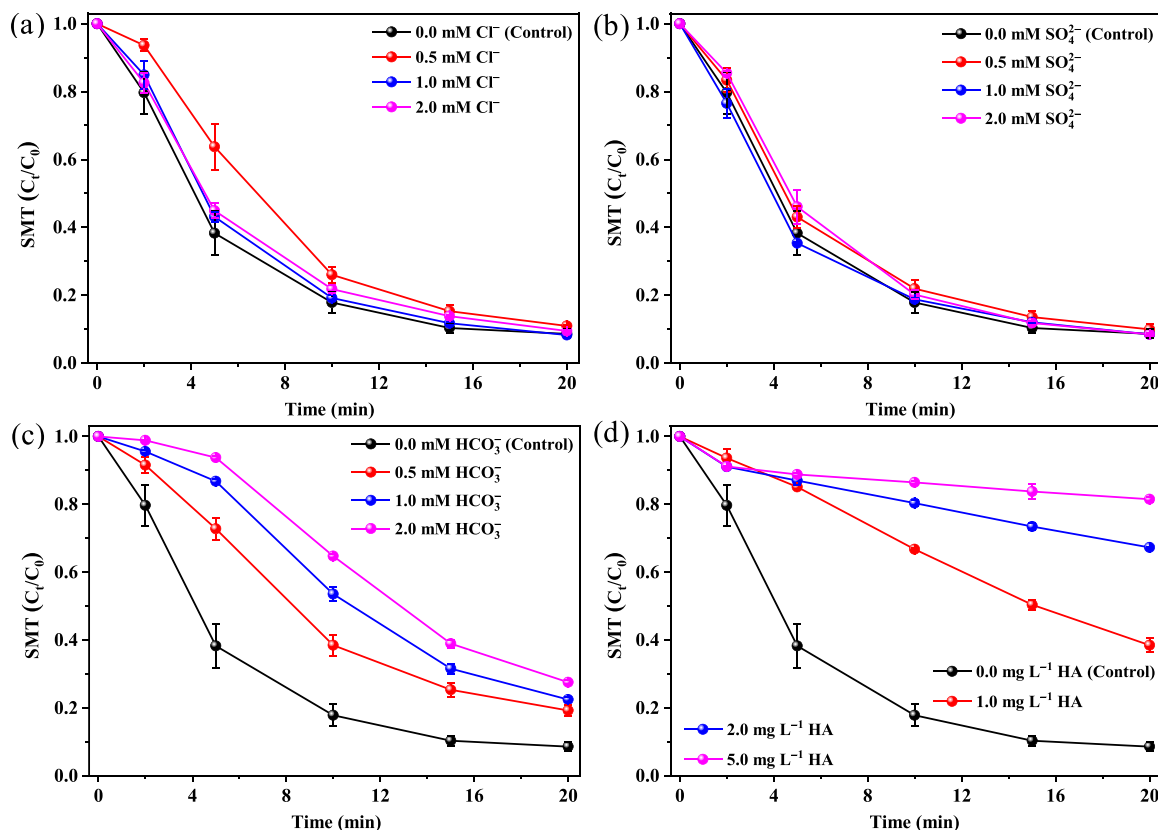 (a)
0.0 mM Cl⁻ (Control)
0.5 mM Cl⁻
1.0 mM Cl⁻
2.0 mM Cl⁻
SMT (Cₜ/C₀)
1.0
0.8
0.6
0.4
0.2
0.0
0 4 8 12 16 20
Time (min)
(b)
0.0 mM SO₄²⁻ (Control)
0.5 mM SO₄²⁻
1.0 mM SO₄²⁻
2.0 mM SO₄²⁻
SMT (Cₜ/C₀)
1.0
0.8
0.6
0.4
0.2
0.0
0 4 8 12 16 20
Time (min)
(c)
0.0 mM HCO₃⁻ (Control)
0.5 mM HCO₃⁻
1.0 mM HCO₃⁻
2.0 mM HCO₃⁻
SMT (Cₜ/C₀)
1.0
0.8
0.6
0.4
0.2
0.0
0 4 8 12 16 20
Time (min)
(d)
0.0 mg L⁻¹ HA (Control)
1.0 mg L⁻¹ HA
2.0 mg L⁻¹ HA
5.0 mg L⁻¹ HA
SMT (Cₜ/C₀)
1.0
0.8
0.6
0.4
0.2
0.0
0 4 8 12 16 20
Time (min)